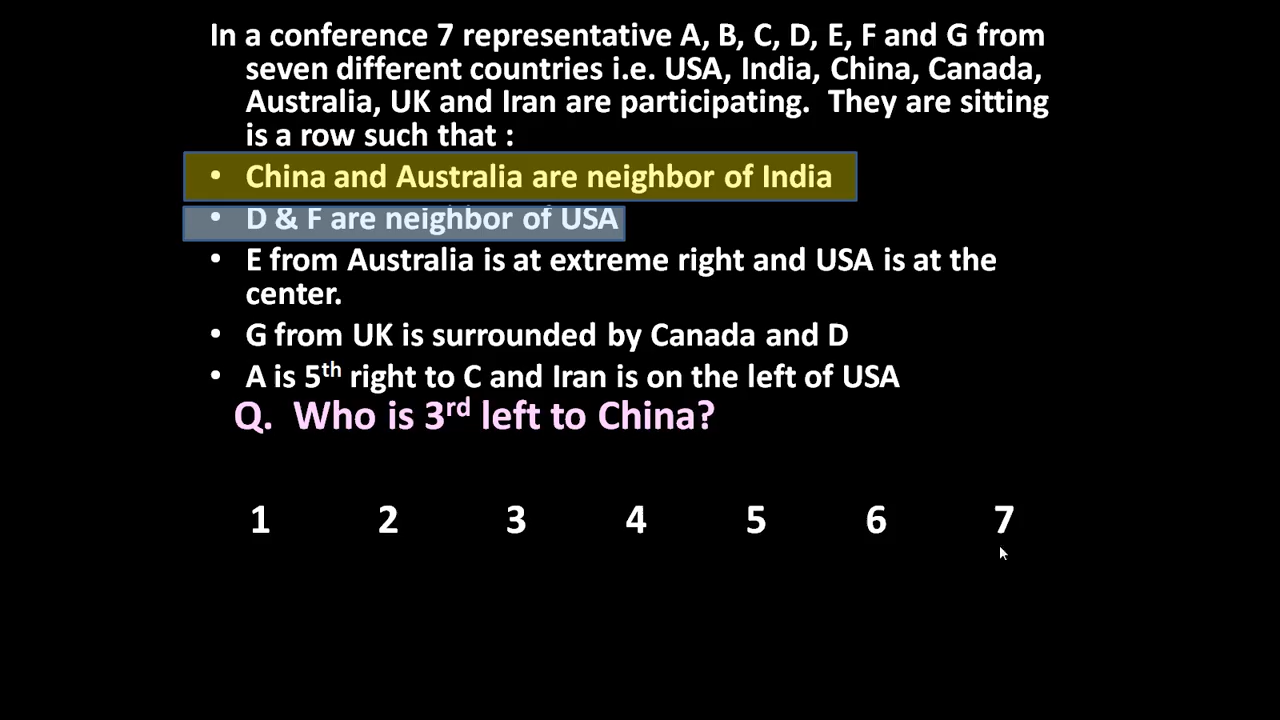 In a conference 7 representative A, B, C, D, E, F and G from
seven different countries i.e. USA, India, China, Canada,
Australia, UK and Iran are participating. They are sitting
is a row such that :
• China and Australia are neighbor of India
• D & F are neighbor of USA
• E from Australia is at extreme right and USA is at the
center.
• G from UK is surrounded by Canada and D
• A is 5th right to C and Iran is on the left of USA
Q. Who is 3rd left to China?
1 2 3 4 5 6 7